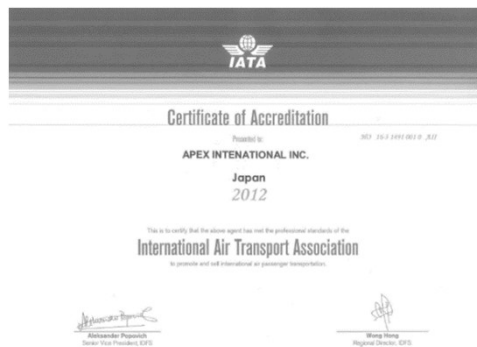 IATA
Certificate of Accreditation
Presented to:
APEX INTENATIONAL INC.
Japan
2012
This is to certify that the above agent has met the professional standards of the
International Air Transport Association
to promote and sell international air passenger transportation.
Aleksander Popovich
Senior Vice President, IDFS
Wong Hong
Regional Director, IDFS.